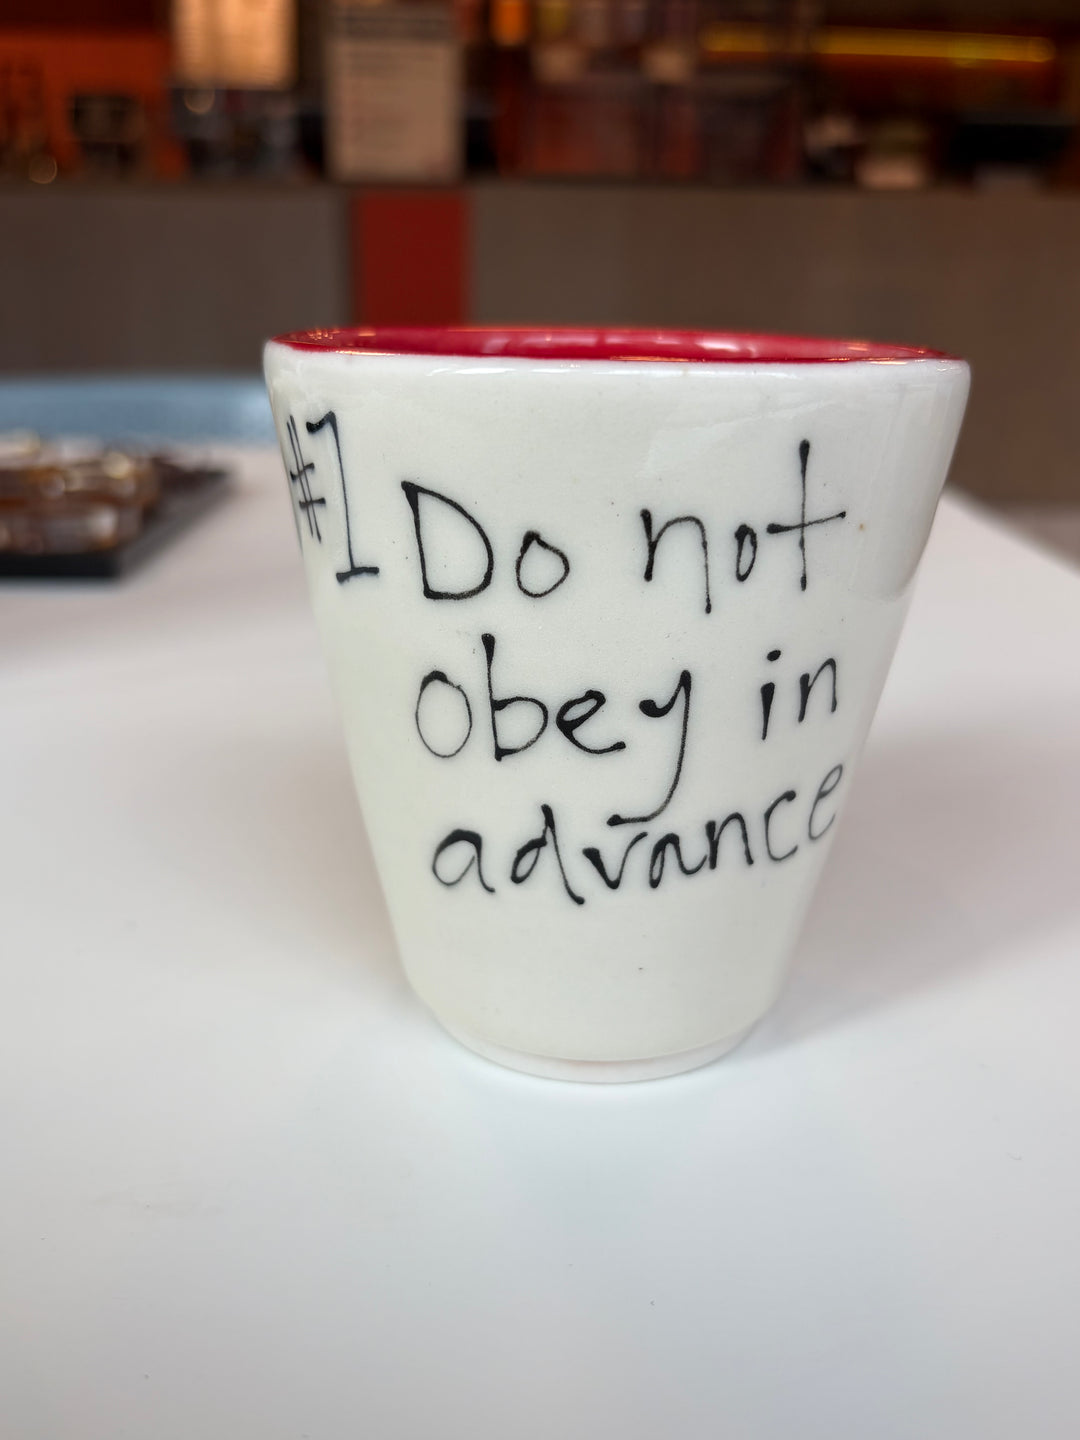 #1 Do not
obey in
advance